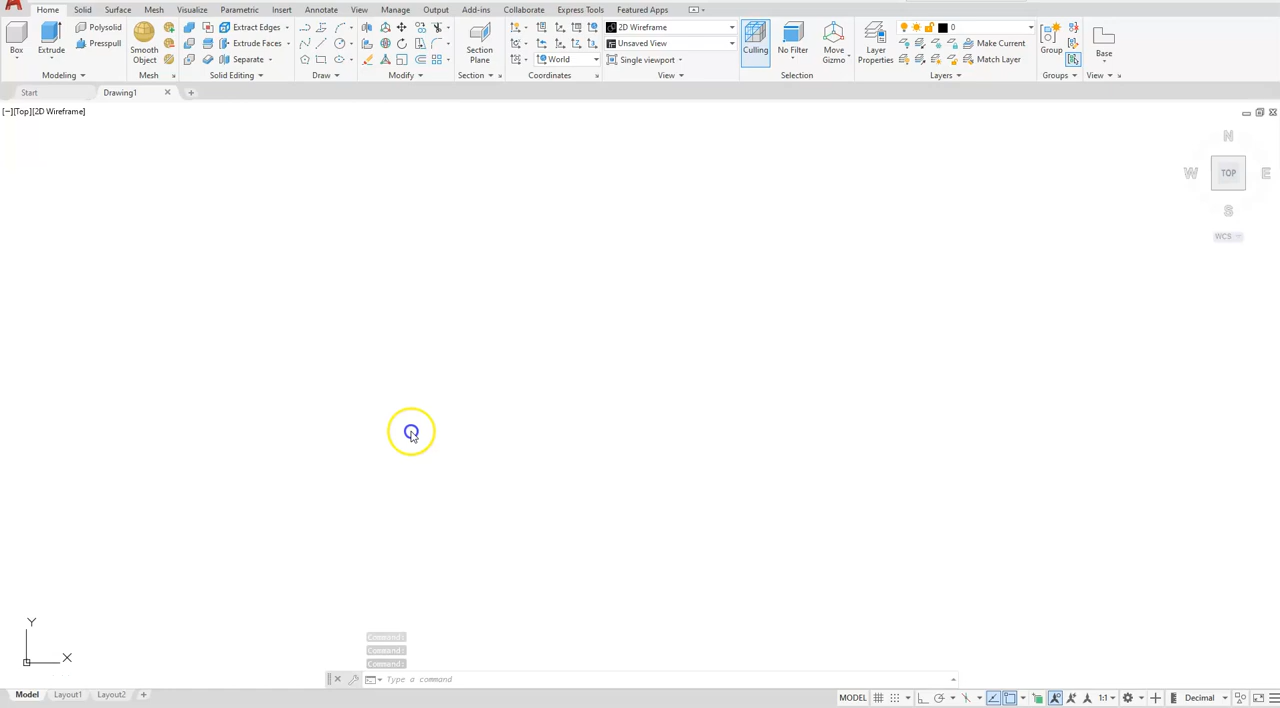 Home Solid Surface Mesh Visualize Parametric Insert Annotate View Manage Output Add-ins Collaborate Express Tools Featured Apps
Box Extrude Polysolid Presspull Smooth Object Extract Edges Extrude Faces Separate Section Plane World 2D Wireframe Unsaved View Single viewport Culling No Filter Move Gizmo Layer Properties 0 Make Current Match Layer Group Base
Modeling Mesh Solid Editing Draw Modify Section Coordinates View Selection Layers Groups View
Start Drawing1
[−][Top][2D Wireframe]
N
W TOP E
S
WCS
Y
X
Command:
Command:
Command:
Type a command
Model Layout1 Layout2 MODEL 1:1 Decimal